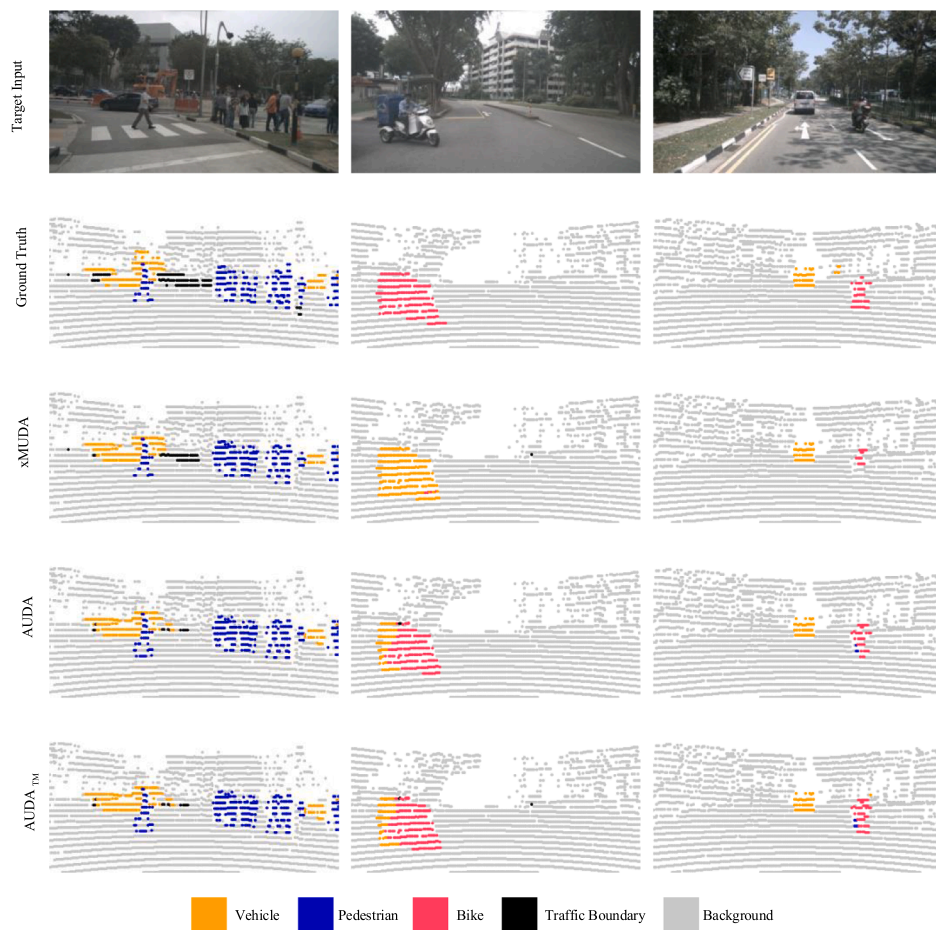 Target Input
Ground Truth
xMUDA
AUDA
AUDA TM
Vehicle
Pedestrian
Bike
Traffic Boundary
Background